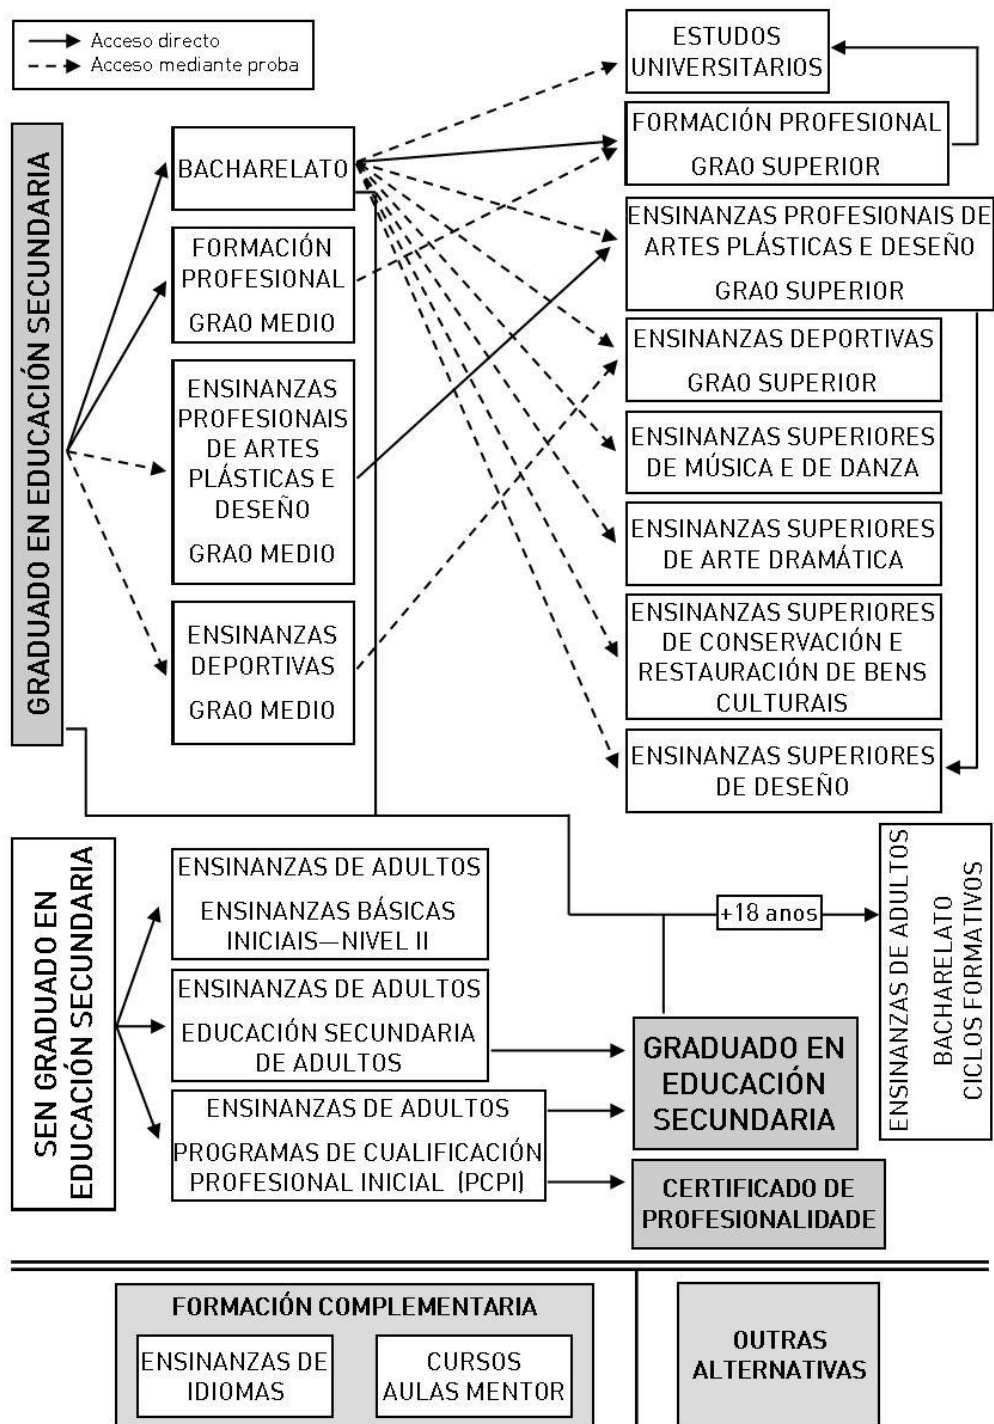 Acceso directo
Acceso mediante proba
GRADUADO EN EDUCACIÓN SECUNDARIA
BACHARELATO
FORMACIÓN
PROFESIONAL
GRAO MEDIO
ENSINANZAS
PROFESIONAIS
DE ARTES
PLÁSTICAS E
DESEÑO
GRAO MEDIO
ENSINANZAS
DEPORTIVAS
GRAO MEDIO
ESTUDOS
UNIVERSITARIOS
FORMACIÓN PROFESIONAL
GRAO SUPERIOR
ENSINANZAS PROFESIONAIS DE
ARTES PLÁSTICAS E DESEÑO
GRAO SUPERIOR
ENSINANZAS DEPORTIVAS
GRAO SUPERIOR
ENSINANZAS SUPERIORES
DE MÚSICA E DE DANZA
ENSINANZAS SUPERIORES
DE ARTE DRAMÁTICA
ENSINANZAS SUPERIORES
DE CONSERVACIÓN E
RESTAURACIÓN DE BENS
CULTURAIS
ENSINANZAS SUPERIORES
DE DESEÑO
SEN GRADUADO EN
EDUCACIÓN SECUNDARIA
ENSINANZAS DE ADULTOS
ENSINANZAS BÁSICAS
INICIAIS—NIVEL II
ENSINANZAS DE ADULTOS
EDUCACIÓN SECUNDARIA
DE ADULTOS
ENSINANZAS DE ADULTOS
PROGRAMAS DE CUALIFICACIÓN
PROFESIONAL INICIAL (PCPI)
+18 anos
ENSINANZAS DE ADULTOS
BACHARELATO
CICLOS FORMATIVOS
GRADUADO EN
EDUCACIÓN
SECUNDARIA
CERTIFICADO DE
PROFESIONALIDADE
FORMACIÓN COMPLEMENTARIA
ENSINANZAS DE
IDIOMAS
CURSOS
AULAS MENTOR
OUTRAS
ALTERNATIVAS